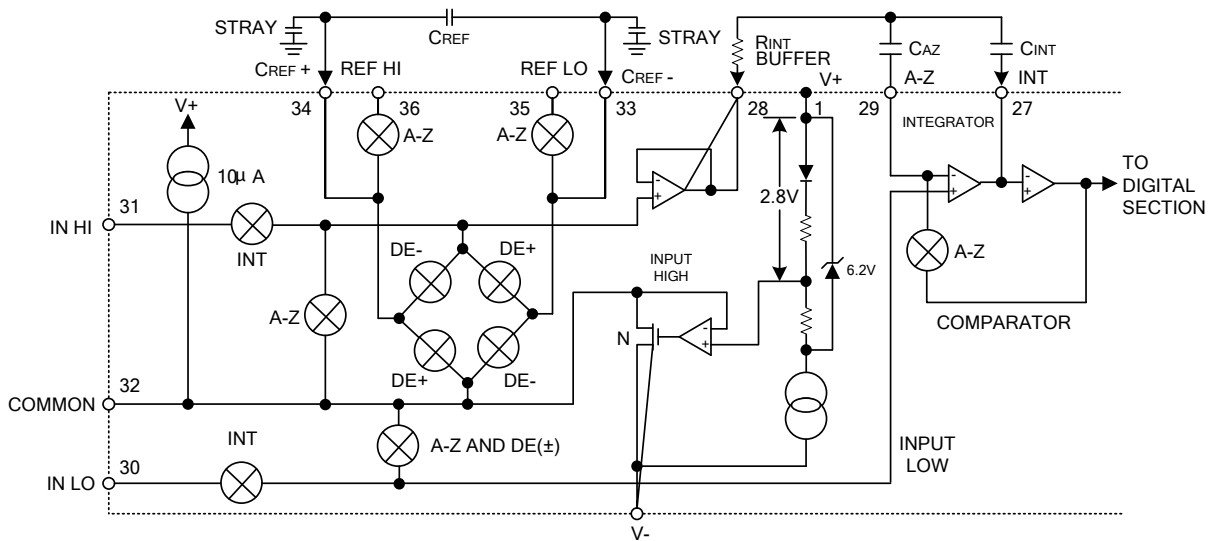 STRAY
CREF
STRAY
RINT
BUFFER
CAZ
CINT
CREF +
REF HI
REF LO
CREF -
V+
A-Z
INT
34
36
35
33
28
1
29
27
V+
A-Z
A-Z
INTEGRATOR
10µ A
2.8V
TO
DIGITAL
SECTION
31
IN HI
INT
DE-
DE+
INPUT
HIGH
6.2V
A-Z
A-Z
N
COMPARATOR
DE+
DE-
32
COMMON
INT
A-Z AND DE(±)
INPUT
LOW
30
IN LO
V-
- 
+
-
+
-
+
-